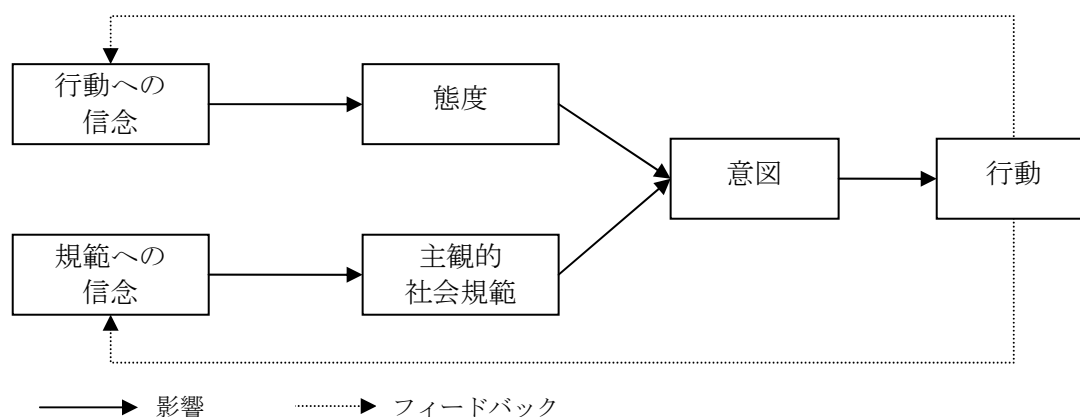 行動への
信念
態度
意図
行動
規範への
信念
主観的
社会規範
影響
フィードバック